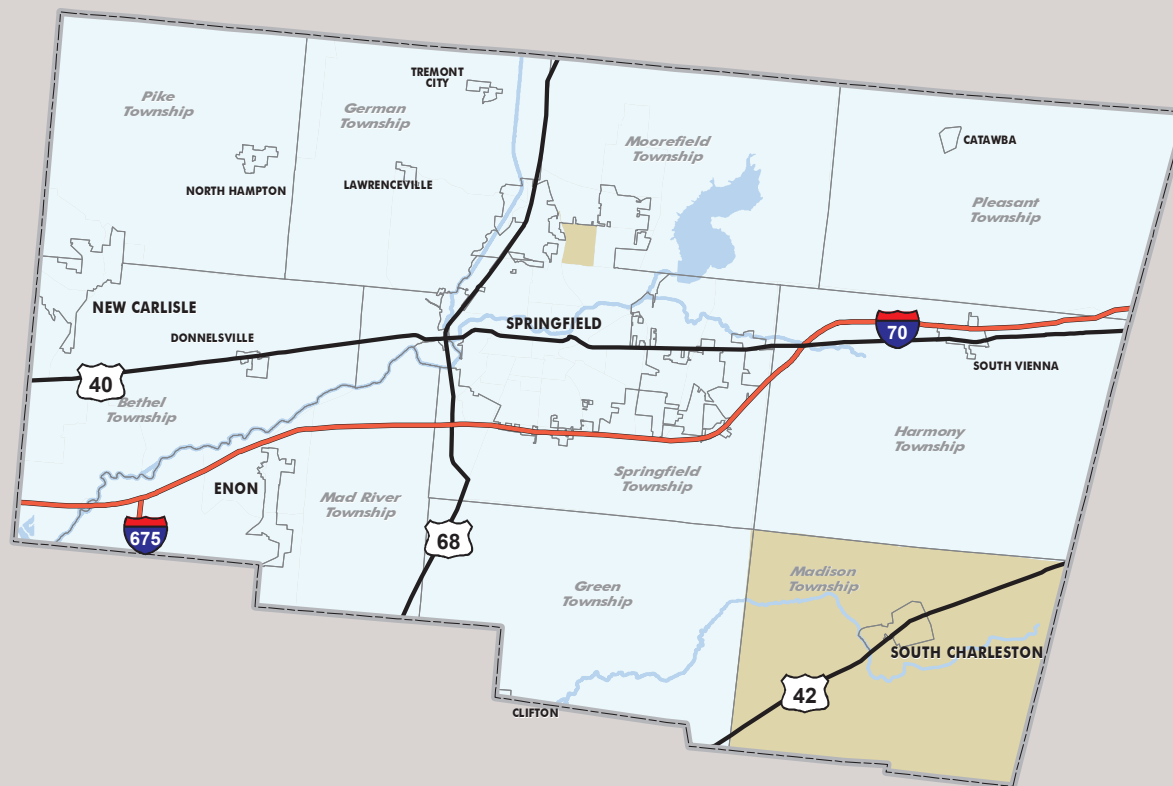 TREMONT
CITY
Pike
Township
German
Township
Moorefield
Township
CATAWBA
NORTH HAMPTON
LAWRENCEVILLE
Pleasant
Township
NEW CARLISLE
DONNELSVILLE
SPRINGFIELD
70
SOUTH VIENNA
40
Bethel
Township
Harmony
Township
ENON
Mad River
Township
Springfield
Township
675
68
Green
Township
Madison
Township
SOUTH CHARLESTON
42
CLIFTON